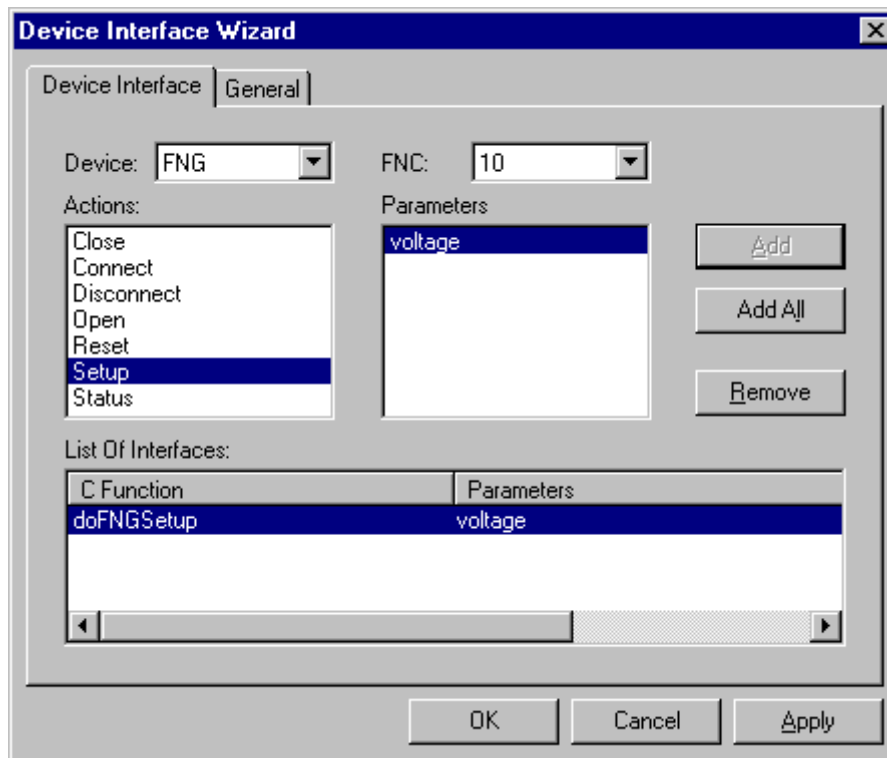 Device Interface Wizard
Device Interface General
Device: FNG FNC: 10
Actions: Parameters
Close voltage
Connect
Disconnect
Open
Reset
Setup
Status
Add
Add All
Remove
List Of Interfaces:
C Function Parameters
doFNGSetup voltage
OK Cancel Apply